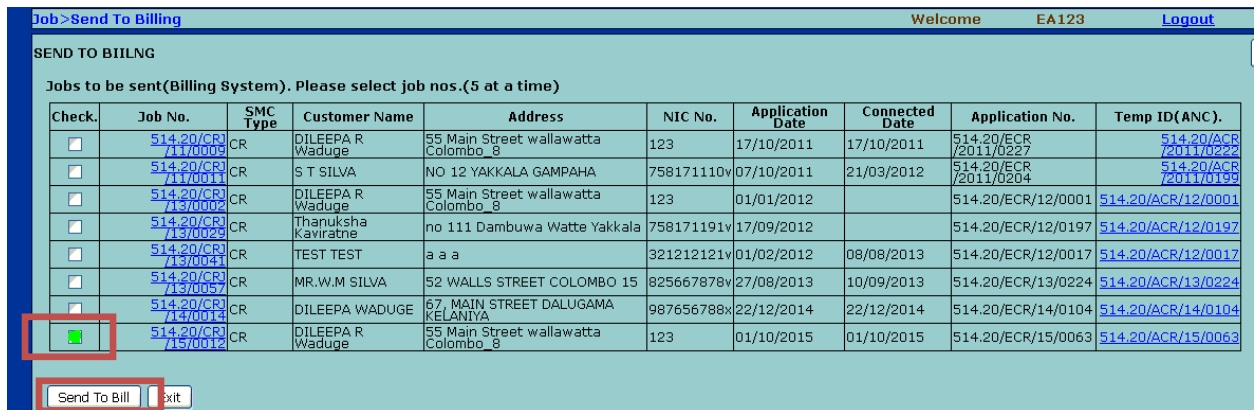 Job>Send To Billing Welcome EA123 Logout
SEND TO BIILNG
Jobs to be sent(Billing System). Please select job nos.(5 at a time)
Check. Job No. SMC Type Customer Name Address NIC No. Application Date Connected Date Application No. Temp ID(ANC).
514.20/CRJ/11/0009 CR DILEEPA R Waduge 55 Main Street wallawatta Colombo_8 123 17/10/2011 17/10/2011 514.20/ECR/2011/0227 514.20/ACR/2011/0222
514.20/CRJ/11/0011 CR S T SILVA NO 12 YAKKALA GAMPAHA 758171110v 07/10/2011 21/03/2012 514.20/ECR/2011/0204 514.20/ACR/2011/0199
514.20/CRJ/13/0002 CR DILEEPA R Waduge 55 Main Street wallawatta Colombo_8 123 01/01/2012 514.20/ECR/12/0001 514.20/ACR/12/0001
514.20/CRJ/13/0029 CR Thanuksha Kaviratne no 111 Dambuwa Watte Yakkala 758171191v 17/09/2012 514.20/ECR/12/0197 514.20/ACR/12/0197
514.20/CRJ/13/0041 CR TEST TEST a a a 321212121v 01/02/2012 08/08/2013 514.20/ECR/12/0017 514.20/ACR/12/0017
514.20/CRJ/13/0057 CR MR.W.M SILVA 52 WALLS STREET COLOMBO 15 825667878v 27/08/2013 10/09/2013 514.20/ECR/13/0224 514.20/ACR/13/0224
514.20/CRJ/14/0014 CR DILEEPA WADUGE 67, MAIN STREET DALUGAMA KELANIYA 987656788x 22/12/2014 22/12/2014 514.20/ECR/14/0104 514.20/ACR/14/0104
514.20/CRJ/15/0012 CR DILEEPA R Waduge 55 Main Street wallawatta Colombo_8 123 01/10/2015 01/10/2015 514.20/ECR/15/0063 514.20/ACR/15/0063
Send To Bill Exit